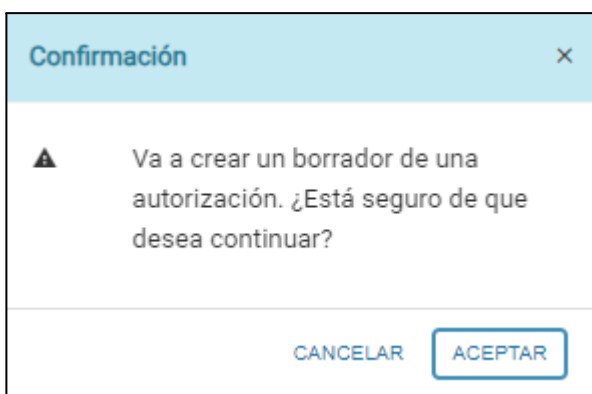 Confirmación
Va a crear un borrador de una
autorización. ¿Está seguro de que
desea continuar?
CANCELAR ACEPTAR